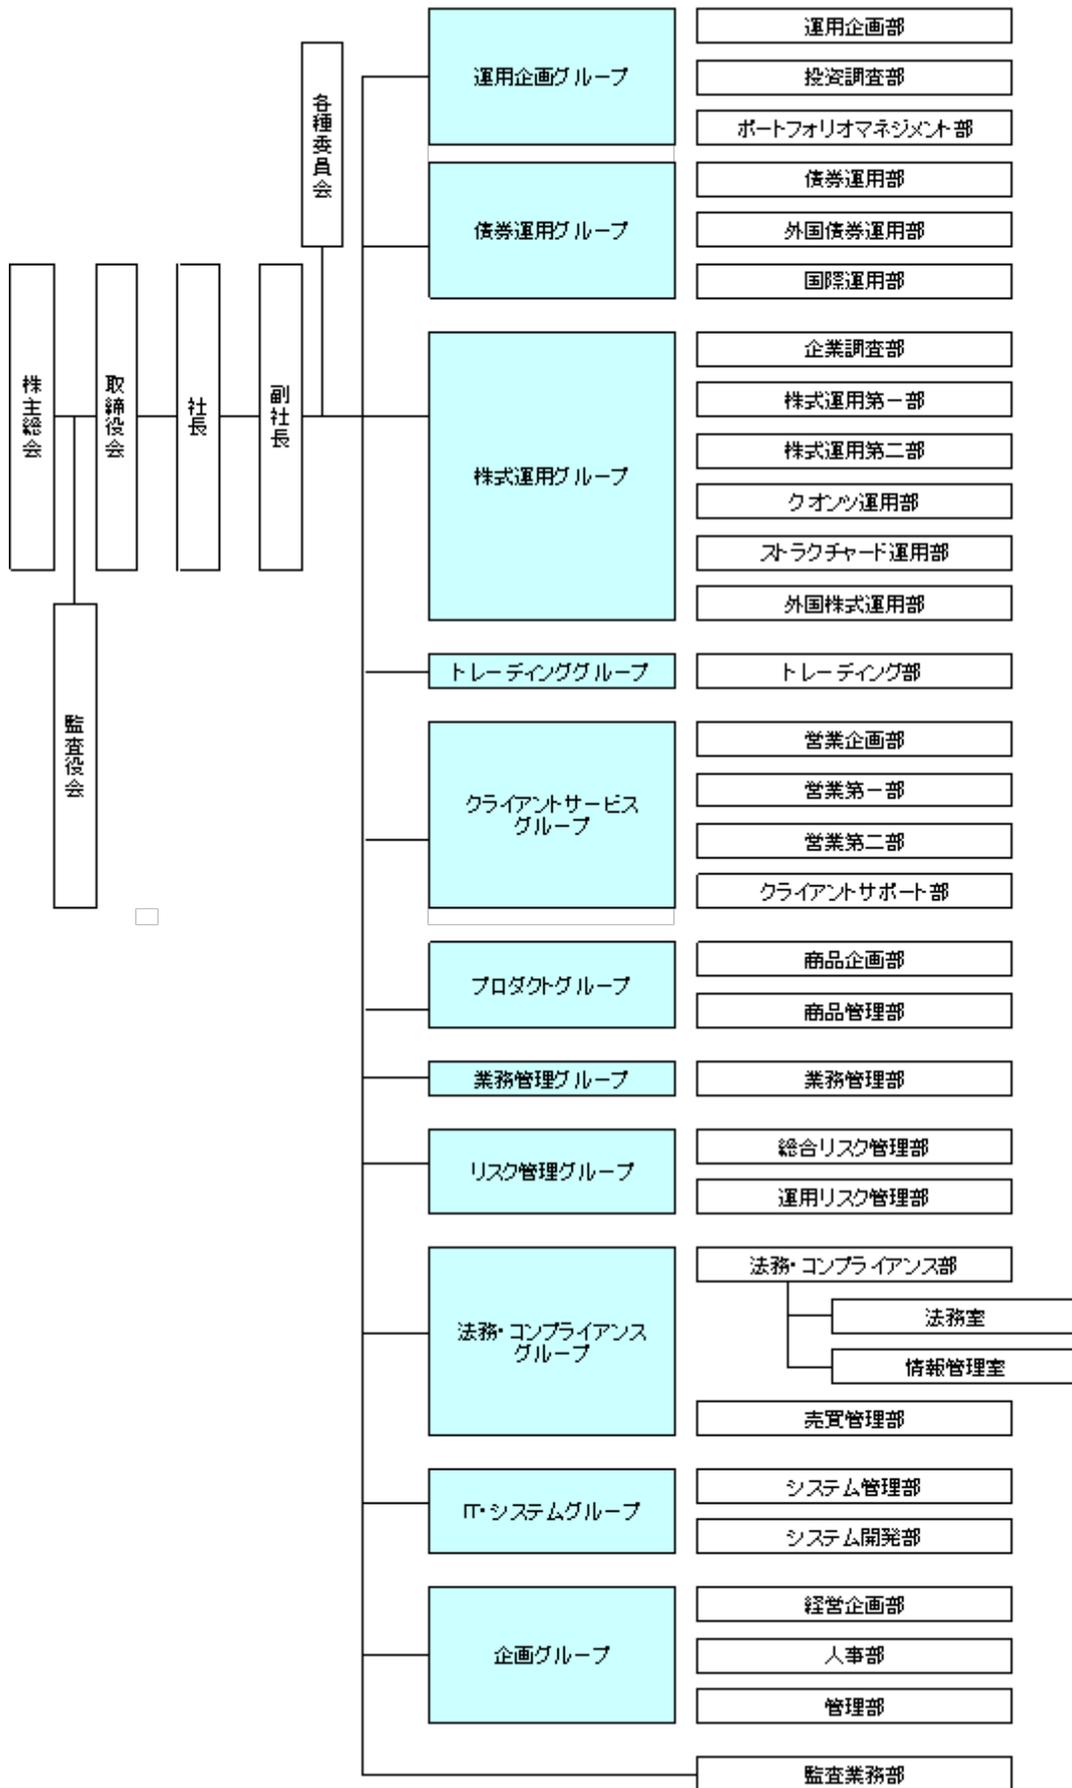 株主総会
監査役会
取締役会
社長
副社長
各種委員会
運用企画グループ
運用企画部
投資調査部
ポートフォリオマネジメント部
債券運用グループ
債券運用部
外国債券運用部
国際運用部
株式運用グループ
企業調査部
株式運用第一部
株式運用第二部
クオンツ運用部
ストラクチャード運用部
外国株式運用部
トレーディンググループ
トレーディング部
クライアントサービス
グループ
営業企画部
営業第一部
営業第二部
クライアントサポート部
プロダクトグループ
商品企画部
商品管理部
業務管理グループ
業務管理部
リスク管理グループ
総合リスク管理部
運用リスク管理部
法務・コンプライアンス
グループ
法務・コンプライアンス部
法務室
情報管理室
売買管理部
IT・システムグループ
システム管理部
システム開発部
企画グループ
経営企画部
人事部
管理部
監査業務部